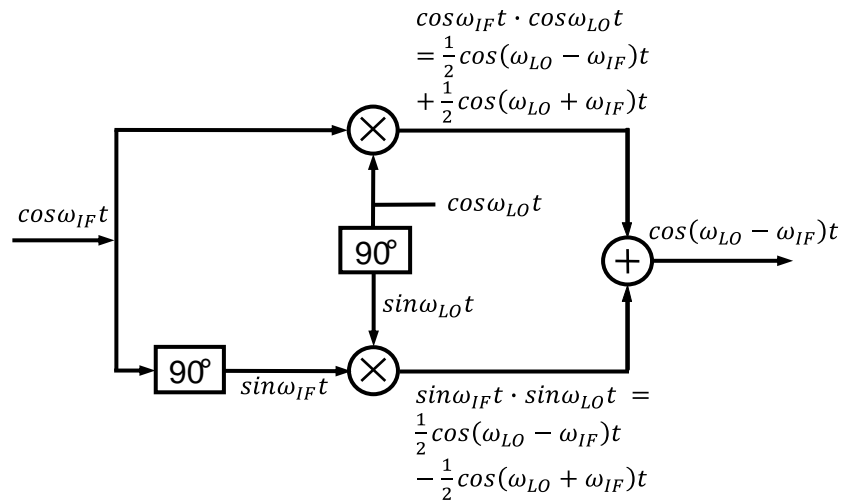 cosω_IF t · cosω_LO t
= 1/2 cos(ω_LO − ω_IF)t
+ 1/2 cos(ω_LO + ω_IF)t
×
cosω_IF t
cosω_LO t
90°
cos(ω_LO − ω_IF)t
+
sinω_LO t
90°
sinω_IF t
×
sinω_IF t · sinω_LO t =
1/2 cos(ω_LO − ω_IF)t
− 1/2 cos(ω_LO + ω_IF)t